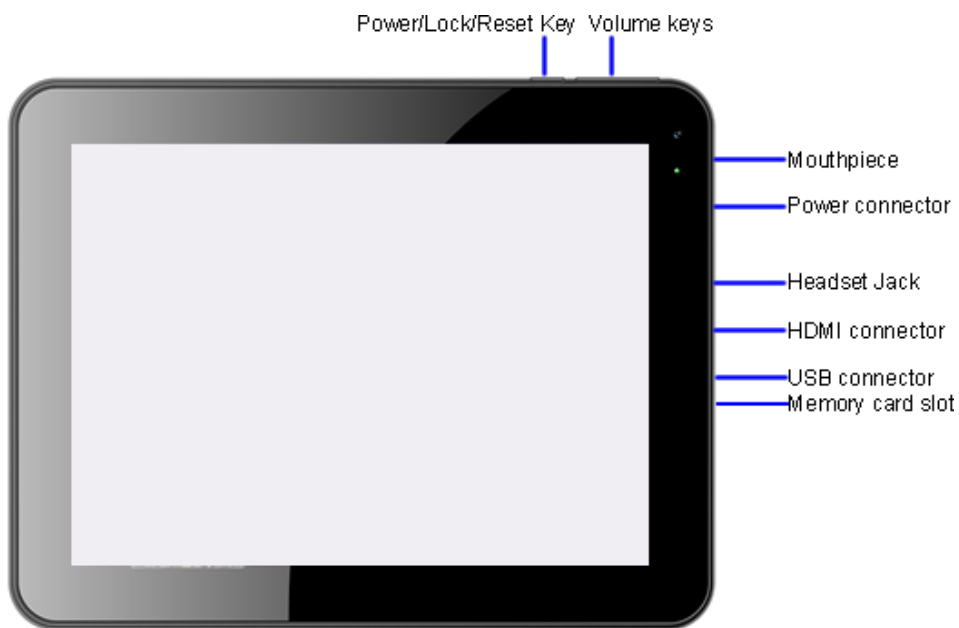 Power/Lock/Reset Key Volume keys
Mouthpiece
Power connector
Headset Jack
HDMI connector
USB connector
Memory card slot